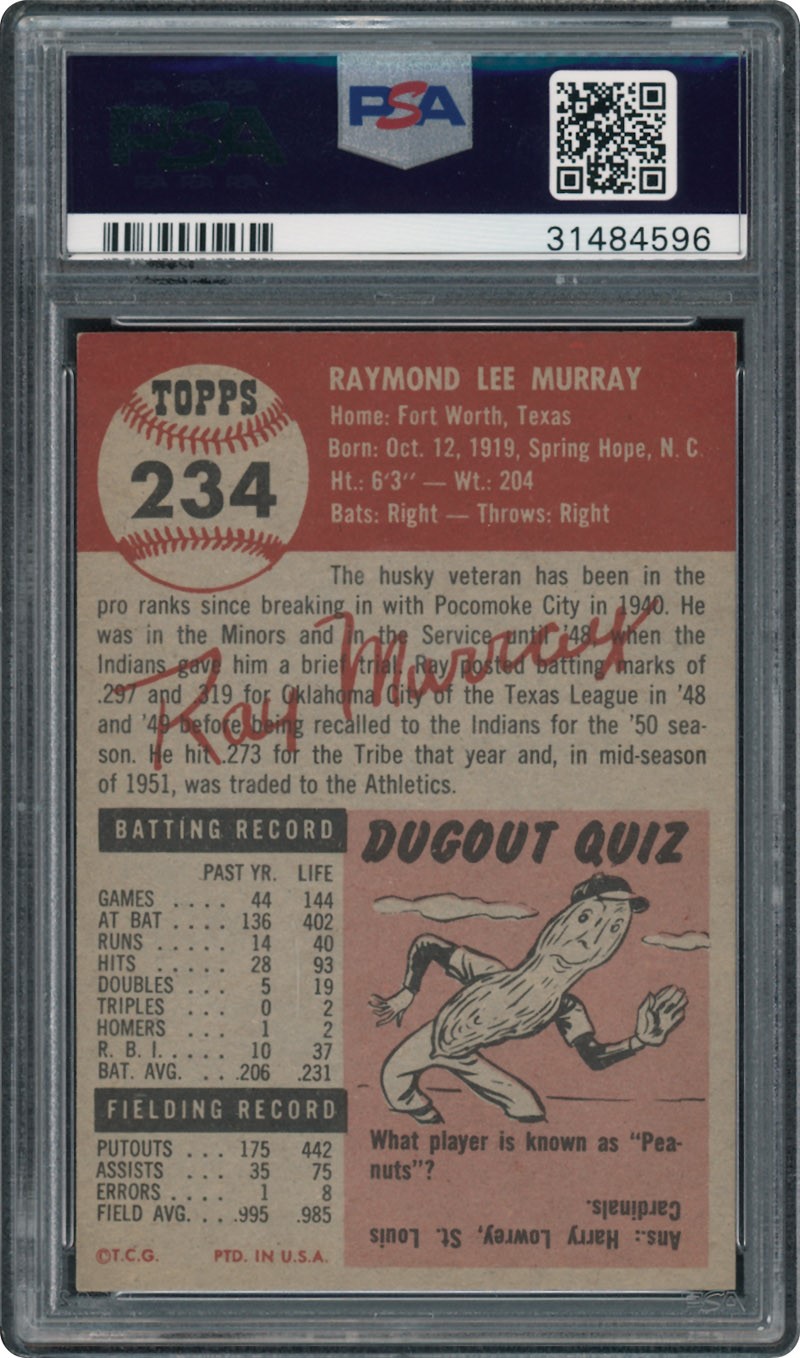 PSA
PSA
31484596
TOPPS
234
RAYMOND LEE MURRAY
Home: Fort Worth, Texas
Born: Oct. 12, 1919, Spring Hope, N. C.
Ht.: 6'3" — Wt.: 204
Bats: Right — Throws: Right
The husky veteran has been in the
pro ranks since breaking in with Pocomoke City in 1940. He
was in the Minors and in the Service until '48 when the
Indians gave him a brief trial. Ray posted batting marks of
.297 and .319 for Oklahoma City of the Texas League in '48
and '49 before being recalled to the Indians for the '50 sea-
son. He hit .273 for the Tribe that year and, in mid-season
of 1951, was traded to the Athletics.
Ray Murray
BATTING RECORD
PAST YR. LIFE
GAMES .... 44 144
AT BAT .... 136 402
RUNS ..... 14 40
HITS ..... 28 93
DOUBLES ... 5 19
TRIPLES ... 0 2
HOMERS ... 1 2
R. B. I. ..... 10 37
BAT. AVG. ...206 .231
FIELDING RECORD
PUTOUTS ... 175 442
ASSISTS ... 35 75
ERRORS .... 1 8
FIELD AVG. ...995 .985
©T.C.G. PTD. IN U.S.A.
DUGOUT QUIZ
What player is known as "Pea-
nuts"?
Ans.: Harry Lowrey, St. Louis
Cardinals.
PSA